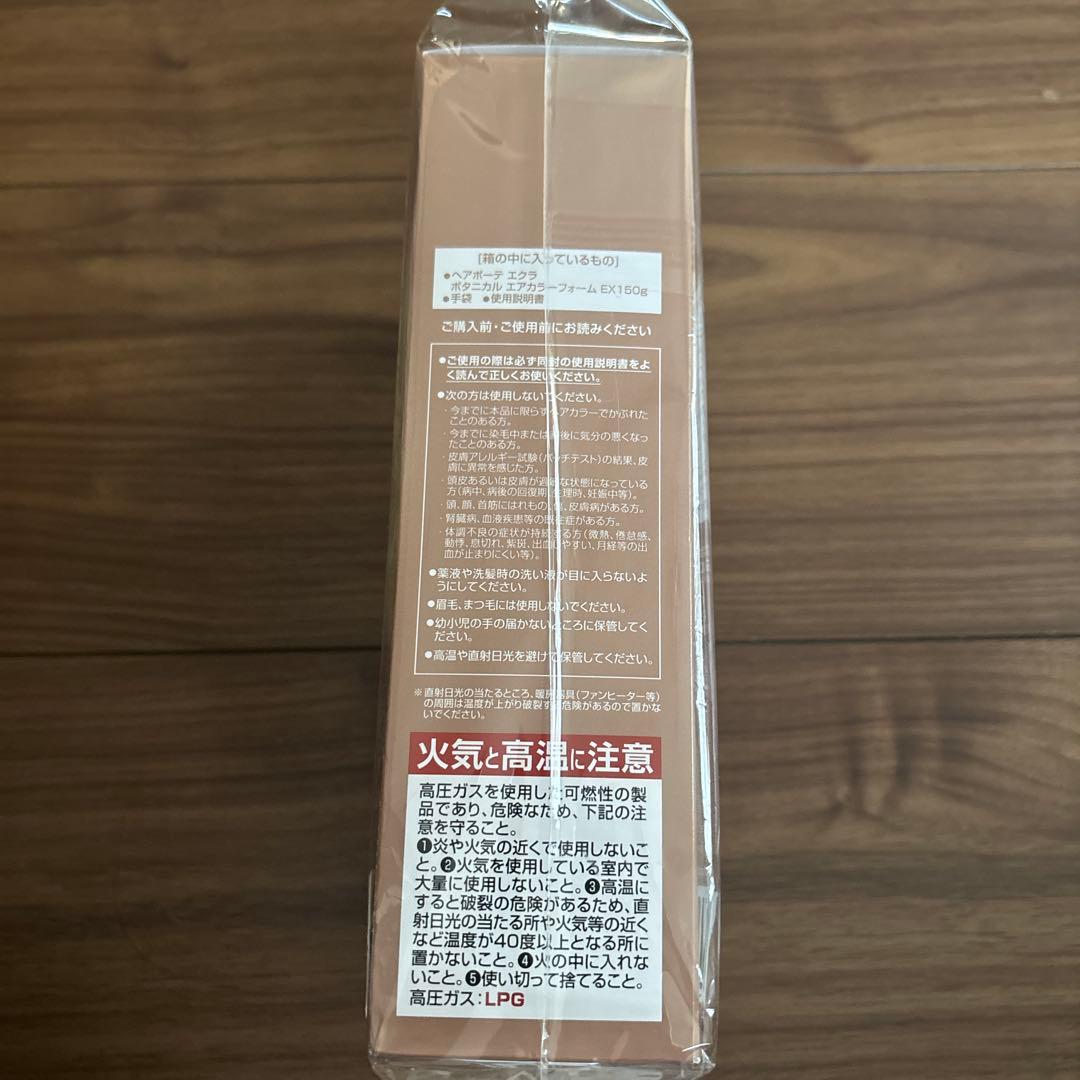 [箱の中に入っているもの]
●ヘアボーテ エクラ
ボタニカル エアカラーフォーム EX150g
●手袋 ●使用説明書
ご購入前・ご使用前にお読みください
●ご使用の際は必ず同封の使用説明書をよ
く読んで正しくお使いください。
●次の方は使用しないでください。
・今までに本品に限らずヘアカラーでかぶれた
ことのある方。
・今までに染毛中または直後に気分の悪くなっ
たことのある方。
・皮膚アレルギー試験(パッチテスト)の結果、皮
膚に異常を感じた方。
・頭皮あるいは皮膚が過敏な状態になっている
方(病中、病後の回復期、生理時、妊娠中等)。
・頭、顔、首筋にはれもの、傷、皮膚病がある方。
・腎臓病、血液疾患等の既往症がある方。
・体調不良の症状が持続する方(微熱、倦怠感、
動悸、息切れ、紫斑、出血しやすい、月経等の出
血が止まりにくい等)。
●薬液や洗髪時の洗い液が目に入らないよ
うにしてください。
●眉毛、まつ毛には使用しないでください。
●幼小児の手の届かないところに保管してく
ださい。
●高温や直射日光を避けて保管してください。
※直射日光の当たるところ、暖房器具(ファンヒーター等)
の周囲は温度が上がり破裂する危険があるので置かな
いでください。
火気と高温に注意
高圧ガスを使用した可燃性の製
品であり、危険なため、下記の注
意を守ること。
❶炎や火気の近くで使用しないこ
と。❷火気を使用している室内で
大量に使用しないこと。❸高温に
すると破裂の危険があるため、直
射日光の当たる所や火気等の近く
など温度が40度以上となる所に
置かないこと。❹火の中に入れな
いこと。❺使い切って捨てること。
高圧ガス:LPG